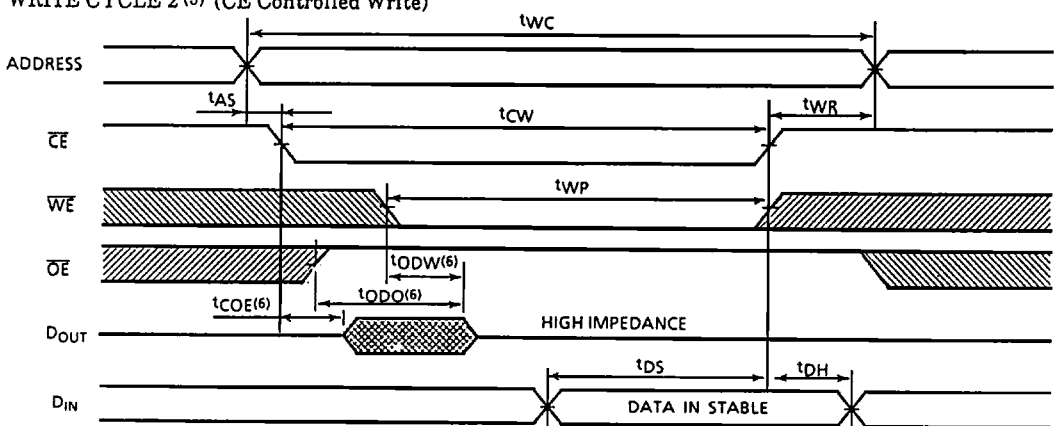 WRITE CYCLE 2 (5) (CE Controlled Write)
tWC
ADDRESS
tAS
tCW
tWR
CE
tWP
WE
OE
tODW(6)
tODO(6)
tCOE(6)
DOUT
HIGH IMPEDANCE
tDS
tDH
DIN
DATA IN STABLE